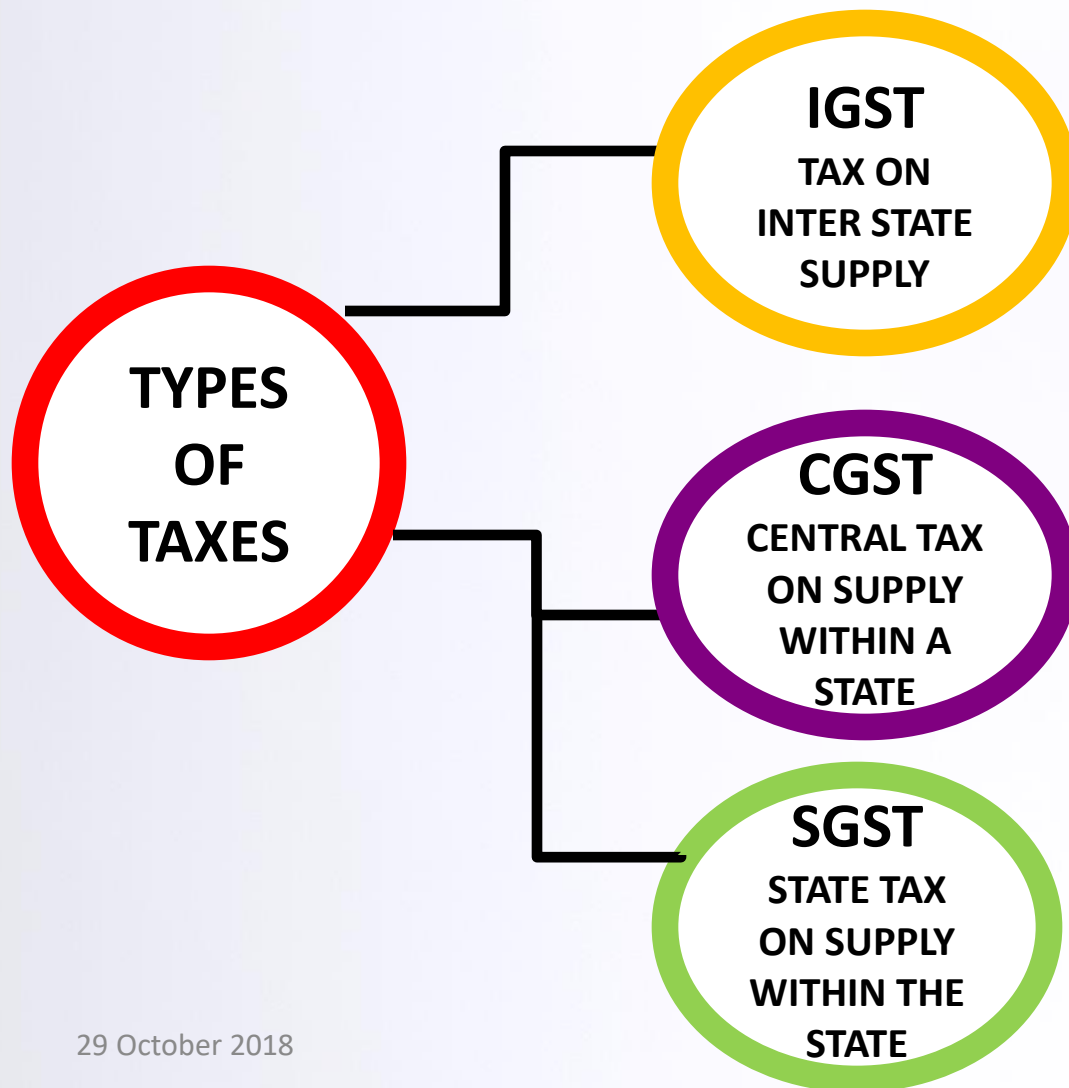 TYPES
OF
TAXES
IGST
TAX ON
INTER STATE
SUPPLY
CGST
CENTRAL TAX
ON SUPPLY
WITHIN A
STATE
SGST
STATE TAX
ON SUPPLY
WITHIN THE
STATE
29 October 2018